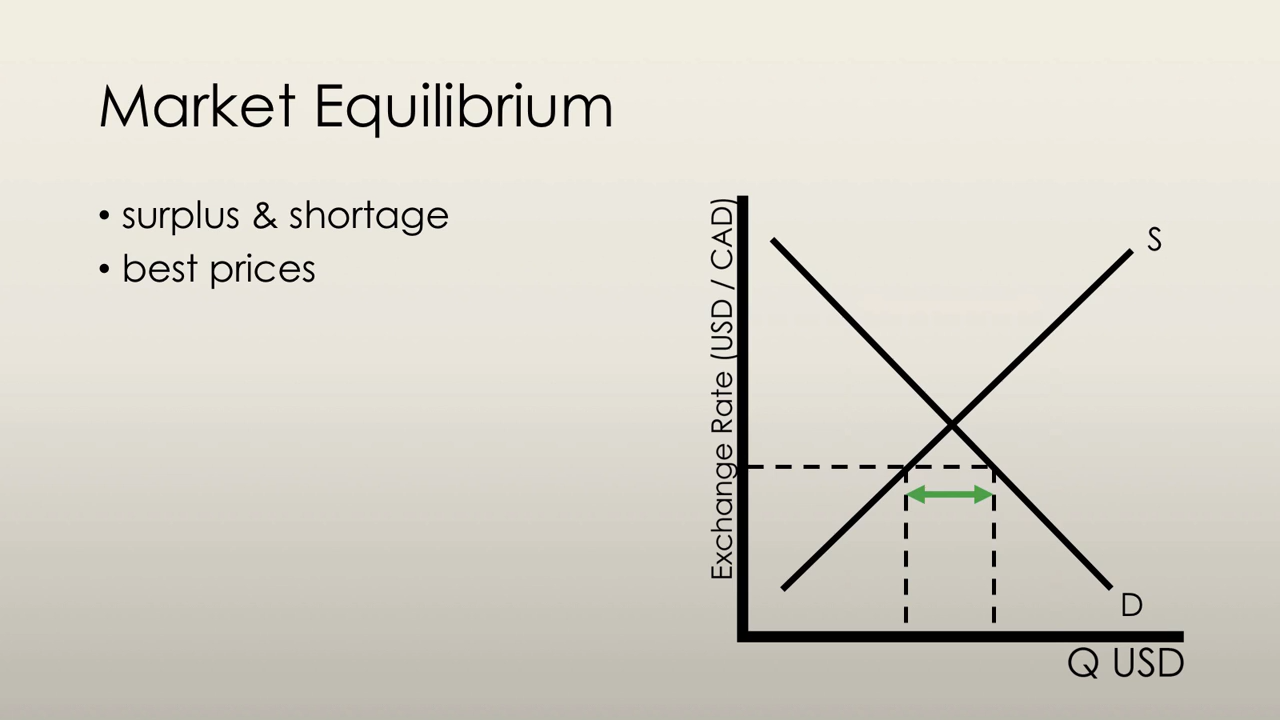 Market Equilibrium
• surplus & shortage
• best prices
Exchange Rate (USD / CAD)
S
D
Q USD